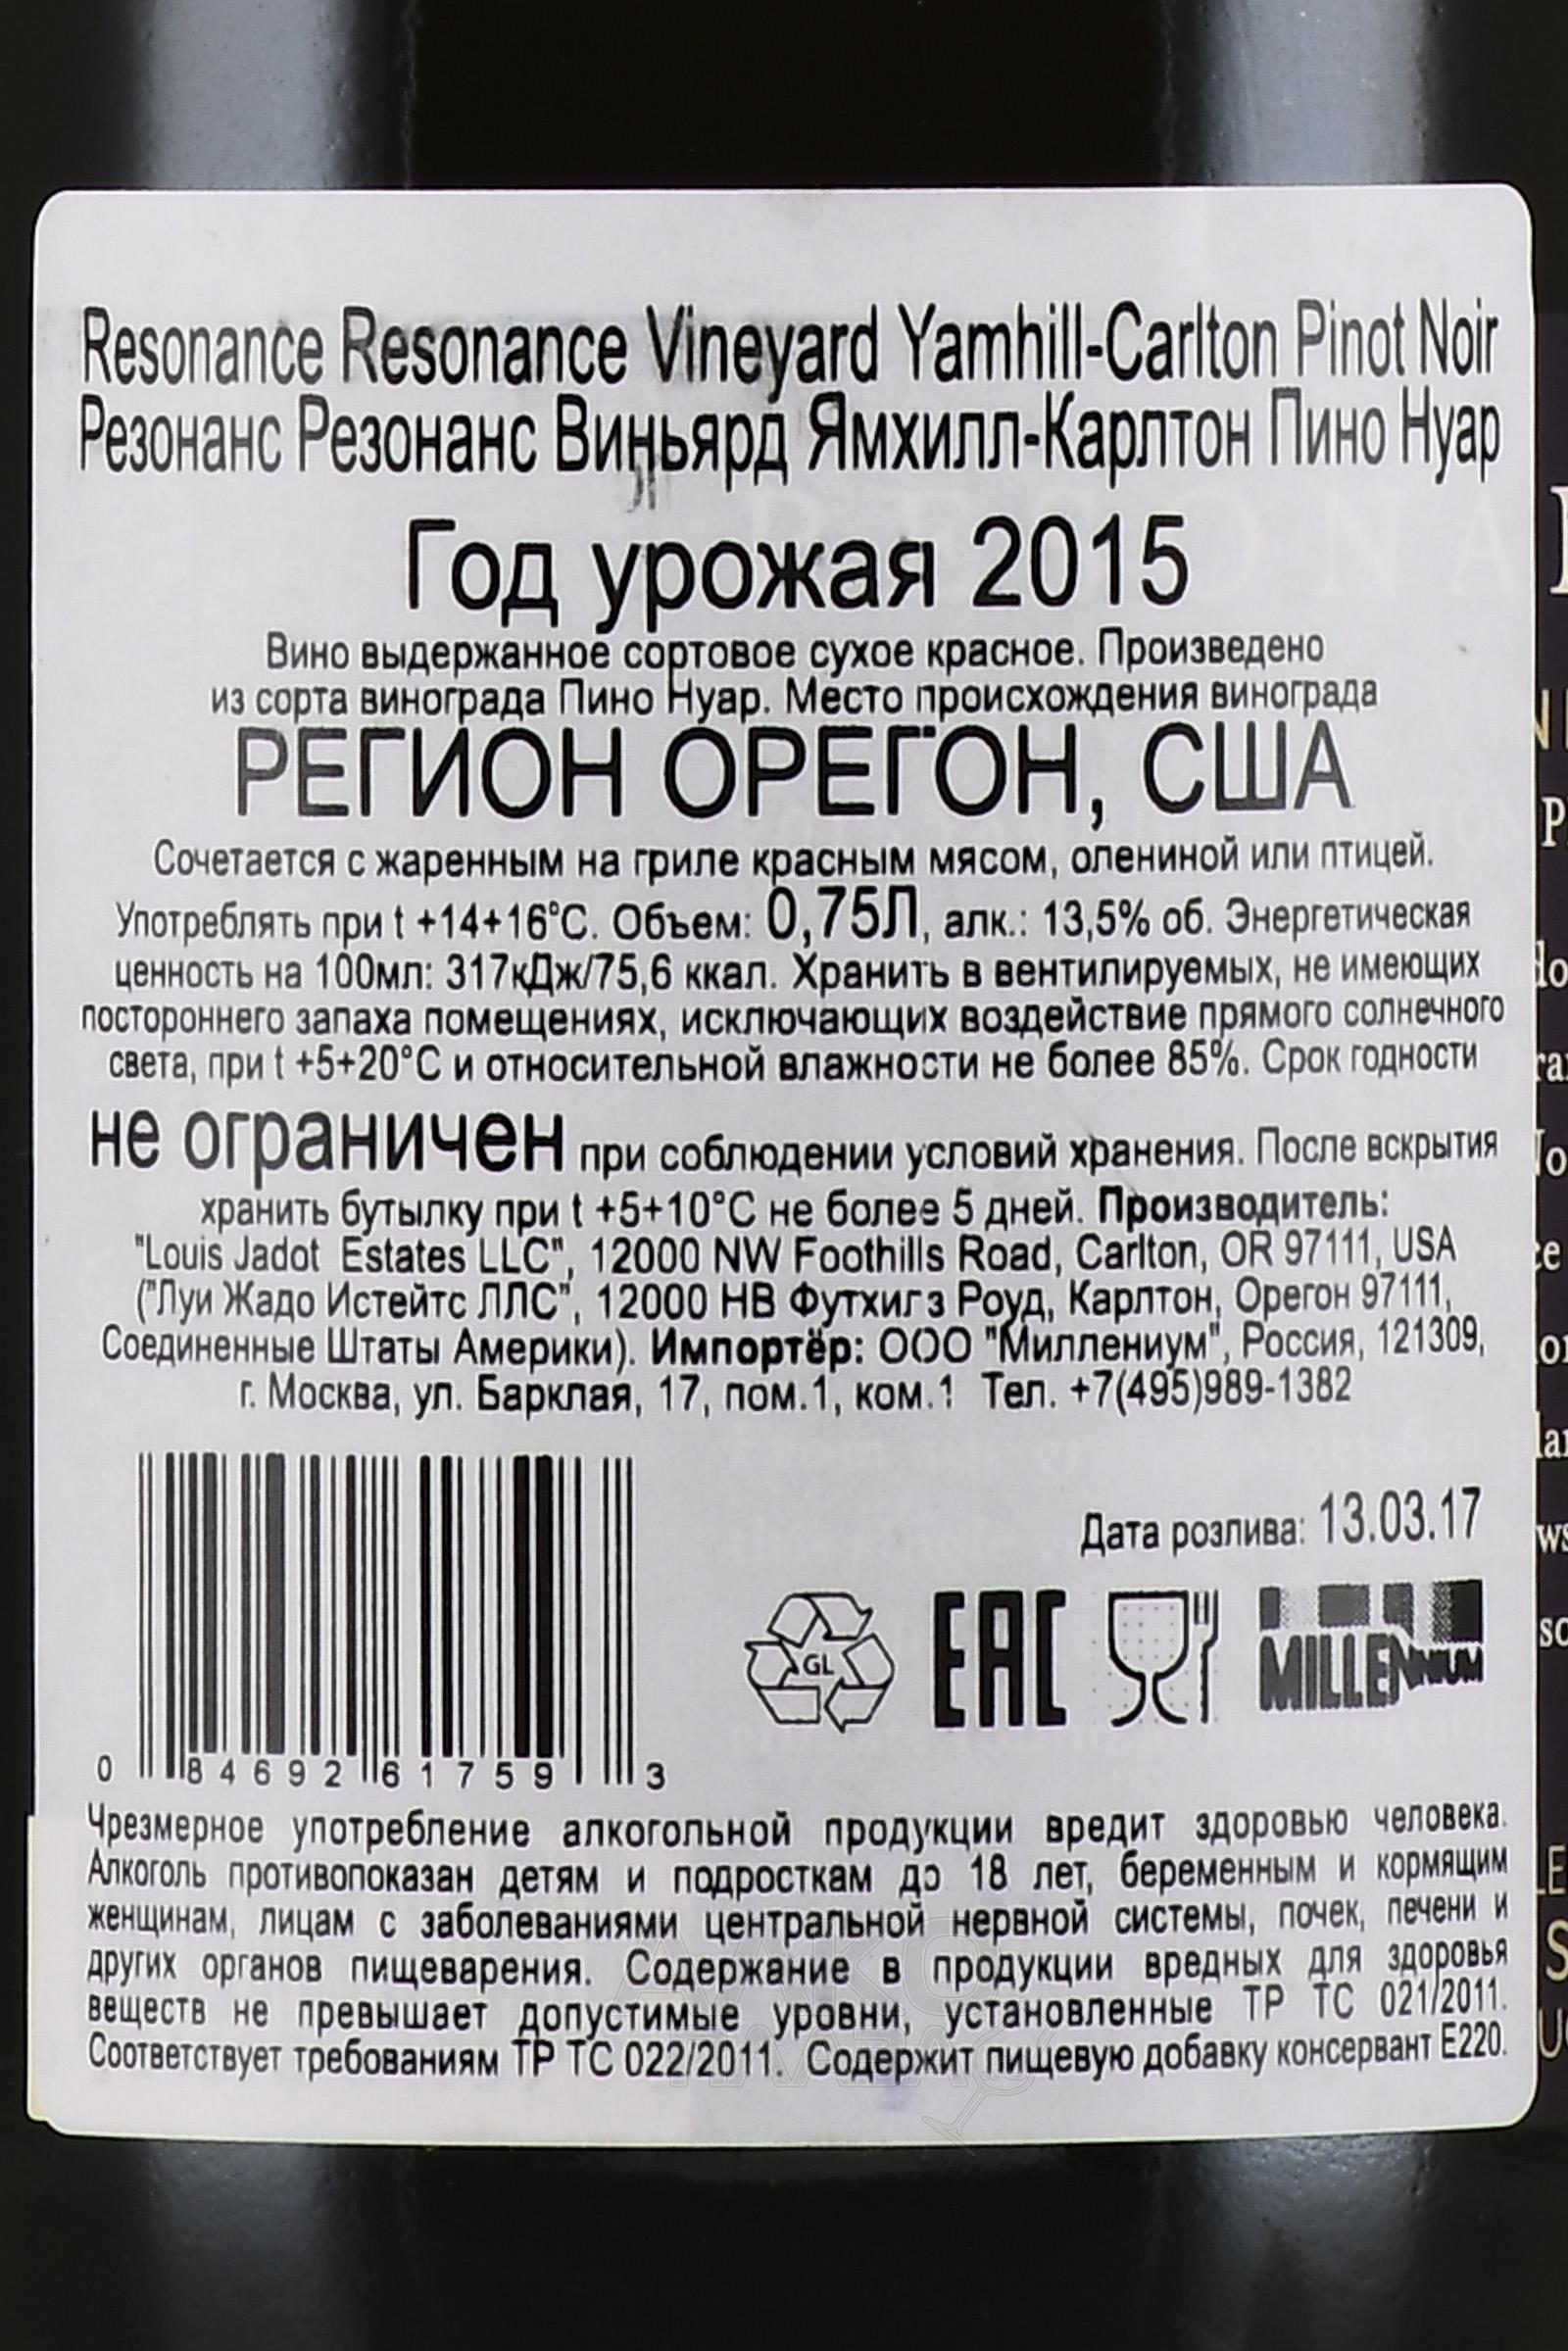 Resonance Resonance Vineyard Yamhill-Carlton Pinot Noir
Резонанс Резонанс Виньярд Ямхилл-Карлтон Пино Нуар
Год урожая 2015
Вино выдержанное сортовое сухое красное. Произведено
из сорта винограда Пино Нуар. Место происхождения винограда
РЕГИОН ОРЕГОН, США
Сочетается с жаренным на гриле красным мясом, олениной или птицей.
Употреблять при t +14+16°C. Объем: 0,75Л, алк.: 13,5% об. Энергетическая
ценность на 100мл: 317кДж/75,6 ккал. Хранить в вентилируемых, не имеющих
постороннего запаха помещениях, исключающих воздействие прямого солнечного
света, при t +5+20°C и относительной влажности не более 85%. Срок годности
не ограничен при соблюдении условий хранения. После вскрытия
хранить бутылку при t +5+10°C не более 5 дней. Производитель:
"Louis Jadot Estates LLC", 12000 NW Foothills Road, Carlton, OR 97111, USA
("Луи Жадо Истейтс ЛЛС", 12000 НВ Футхигз Роуд, Карлтон, Орегон 97111,
Соединенные Штаты Америки). Импортёр: ООО "Миллениум", Россия, 121309,
г. Москва, ул. Барклая, 17, пом.1, ком.1 Тел. +7(495)989-1382
Дата розлива: 13.03.17
GL EAC MILLENNIUM
0 84692 61759 3
Чрезмерное употребление алкогольной продукции вредит здоровью человека.
Алкоголь противопоказан детям и подросткам до 18 лет, беременным и кормящим
женщинам, лицам с заболеваниями центральной нервной системы, почек, печени и
других органов пищеварения. Содержание в продукции вредных для здоровья
веществ не превышает допустимые уровни, установленные ТР ТС 021/2011.
Соответствует требованиям ТР ТС 022/2011. Содержит пищевую добавку консервант Е220.